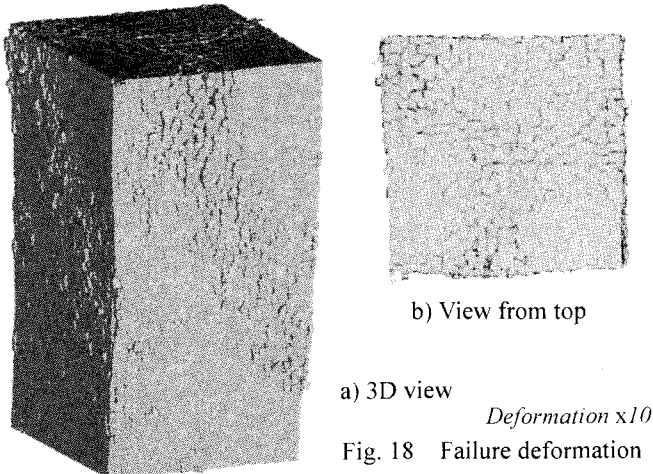 b) View from top
a) 3D view
Deformation x10
Fig. 18 Failure deformation